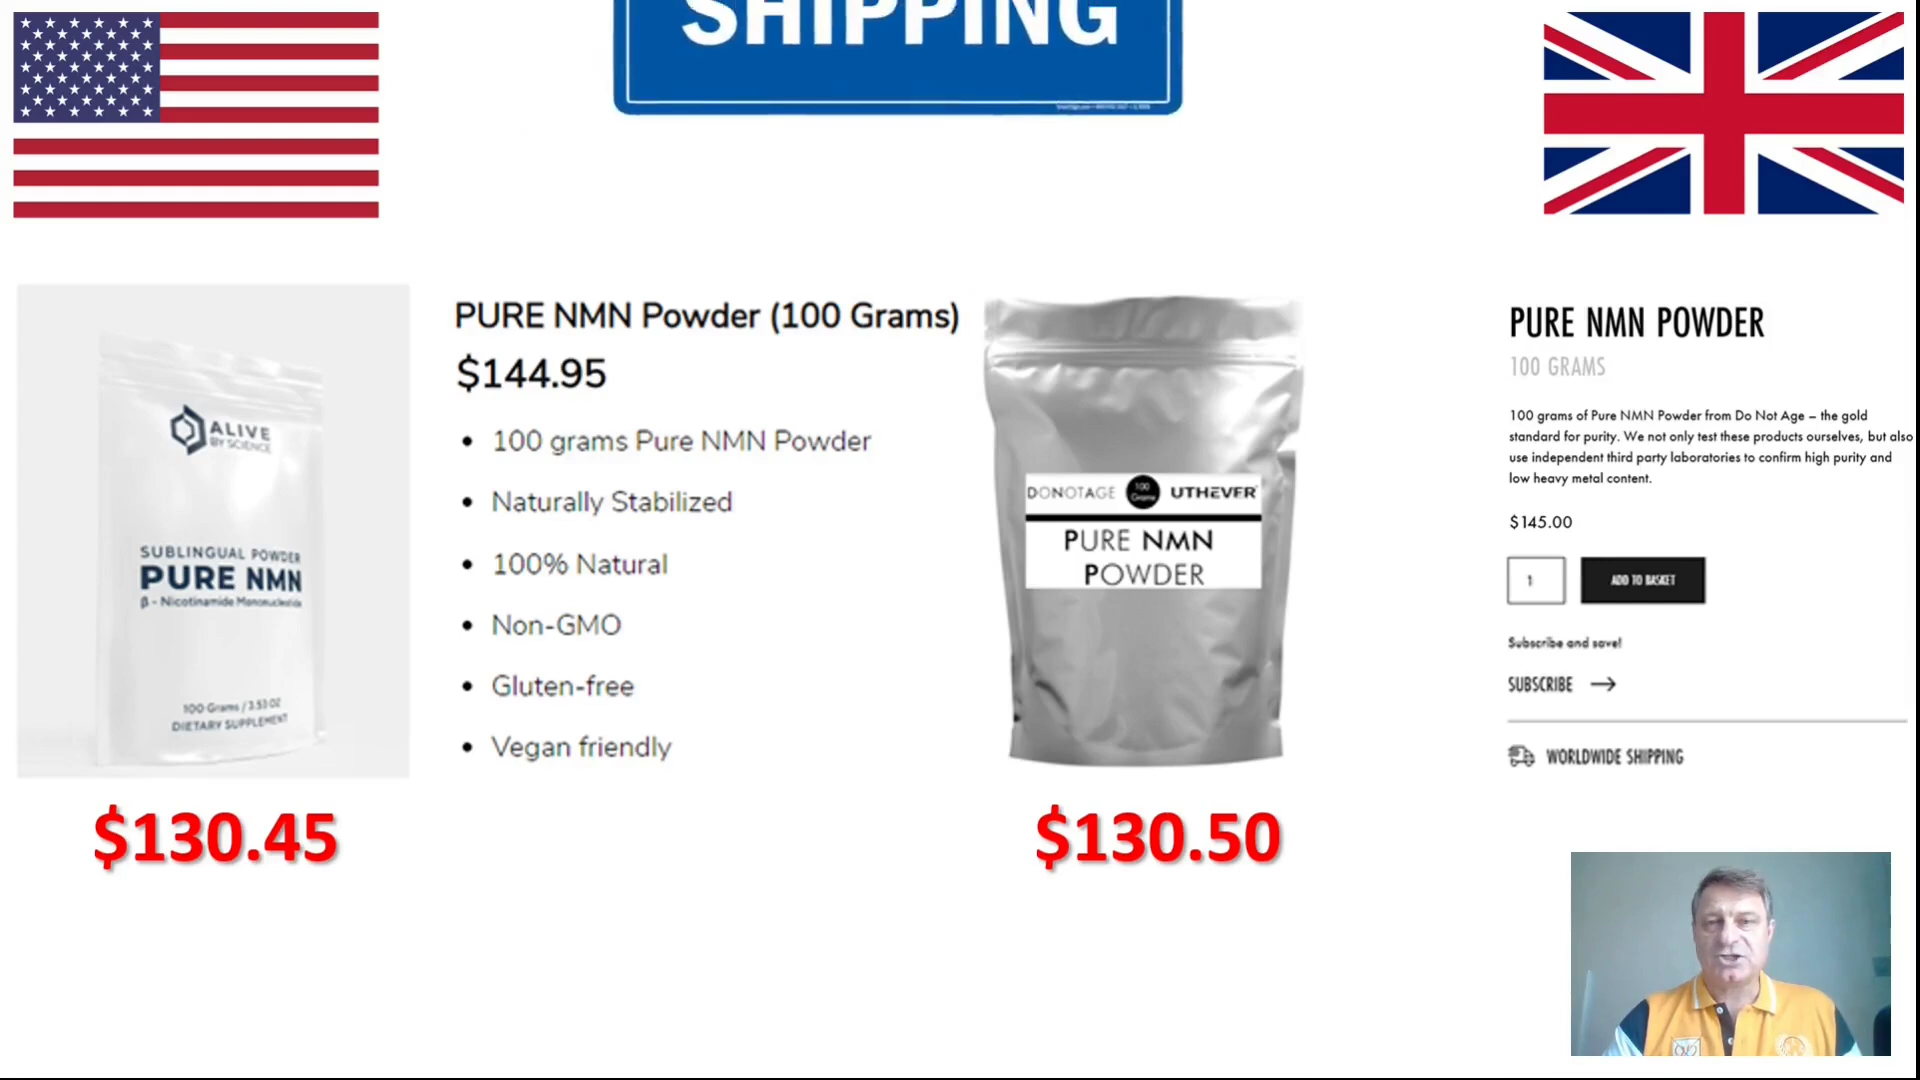 SHIPPING
PURE NMN Powder (100 Grams)
$144.95
• 100 grams Pure NMN Powder
• Naturally Stabilized
• 100% Natural
• Non-GMO
• Gluten-free
• Vegan friendly
ALIVE
BY SCIENCE
SUBLINGUAL POWDER
PURE NMN
β - Nicotinamide Mononucleotide
100 Grams / 3.53 OZ
DIETARY SUPPLEMENT
$130.45
DONOTAGE 100 Grams UTHEVER
PURE NMN
POWDER
$130.50
PURE NMN POWDER
100 GRAMS
100 grams of Pure NMN Powder from Do Not Age – the gold
standard for purity. We not only test these products ourselves, but also
use independent third party laboratories to confirm high purity and
low heavy metal content.
$145.00
1
ADD TO BASKET
Subscribe and save!
SUBSCRIBE →
WORLDWIDE SHIPPING